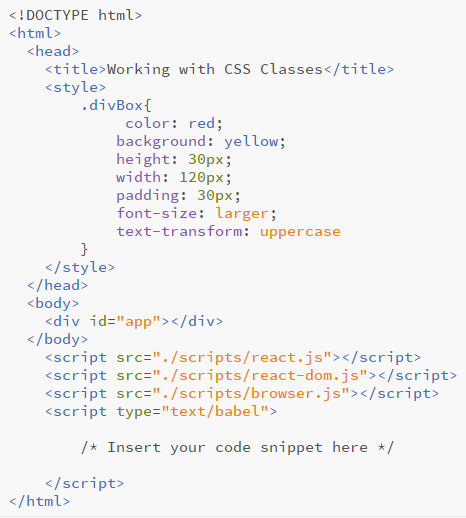 <!DOCTYPE html>
<html>
  <head>
    <title>Working with CSS Classes</title>
    <style>
        .divBox{
             color: red;
            background: yellow;
            height: 30px;
            width: 120px;
            padding: 30px;
            font-size: larger;
            text-transform: uppercase
        }
    </style>
  </head>
  <body>
    <div id="app"></div>
  </body>
    <script src="./scripts/react.js"></script>
    <script src="./scripts/react-dom.js"></script>
    <script src="./scripts/browser.js"></script>
    <script type="text/babel">

        /* Insert your code snippet here */

    </script>
</html>